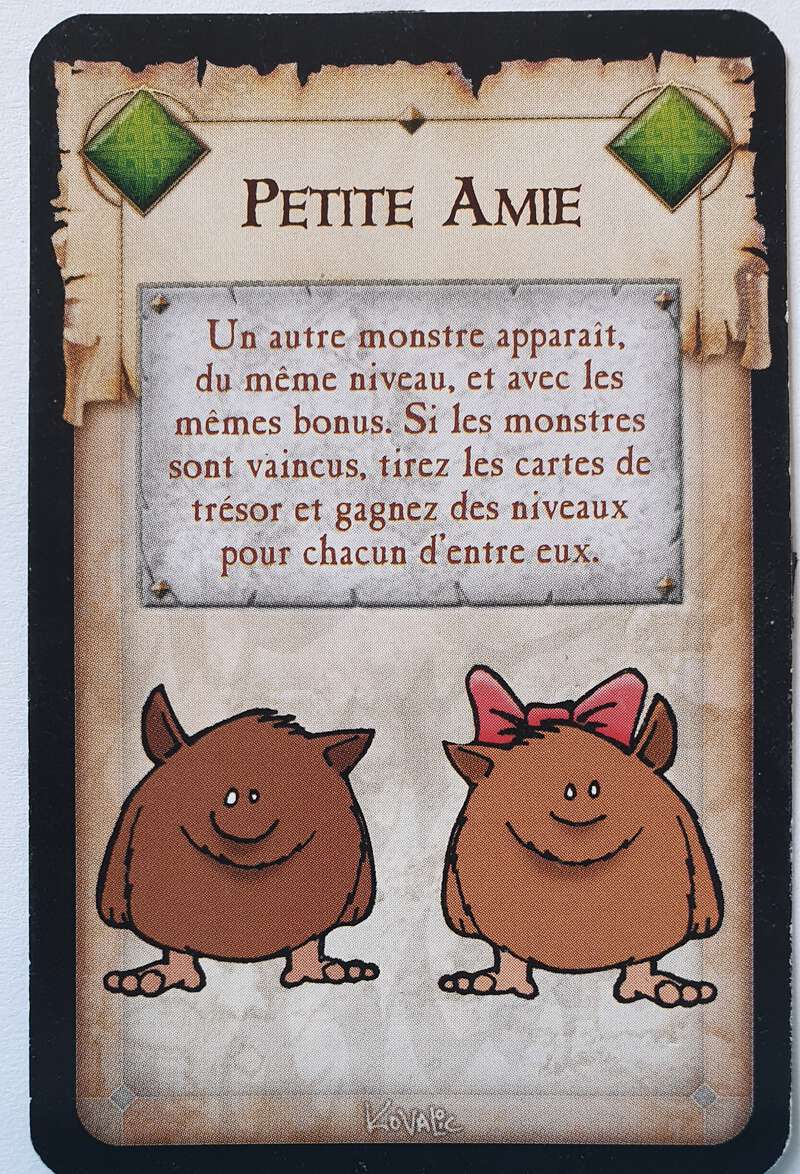 Petite Amie
Un autre monstre apparaît,
du même niveau, et avec les
mêmes bonus. Si les monstres
sont vaincus, tirez les cartes de
trésor et gagnez des niveaux
pour chacun d'entre eux.
Kovalic